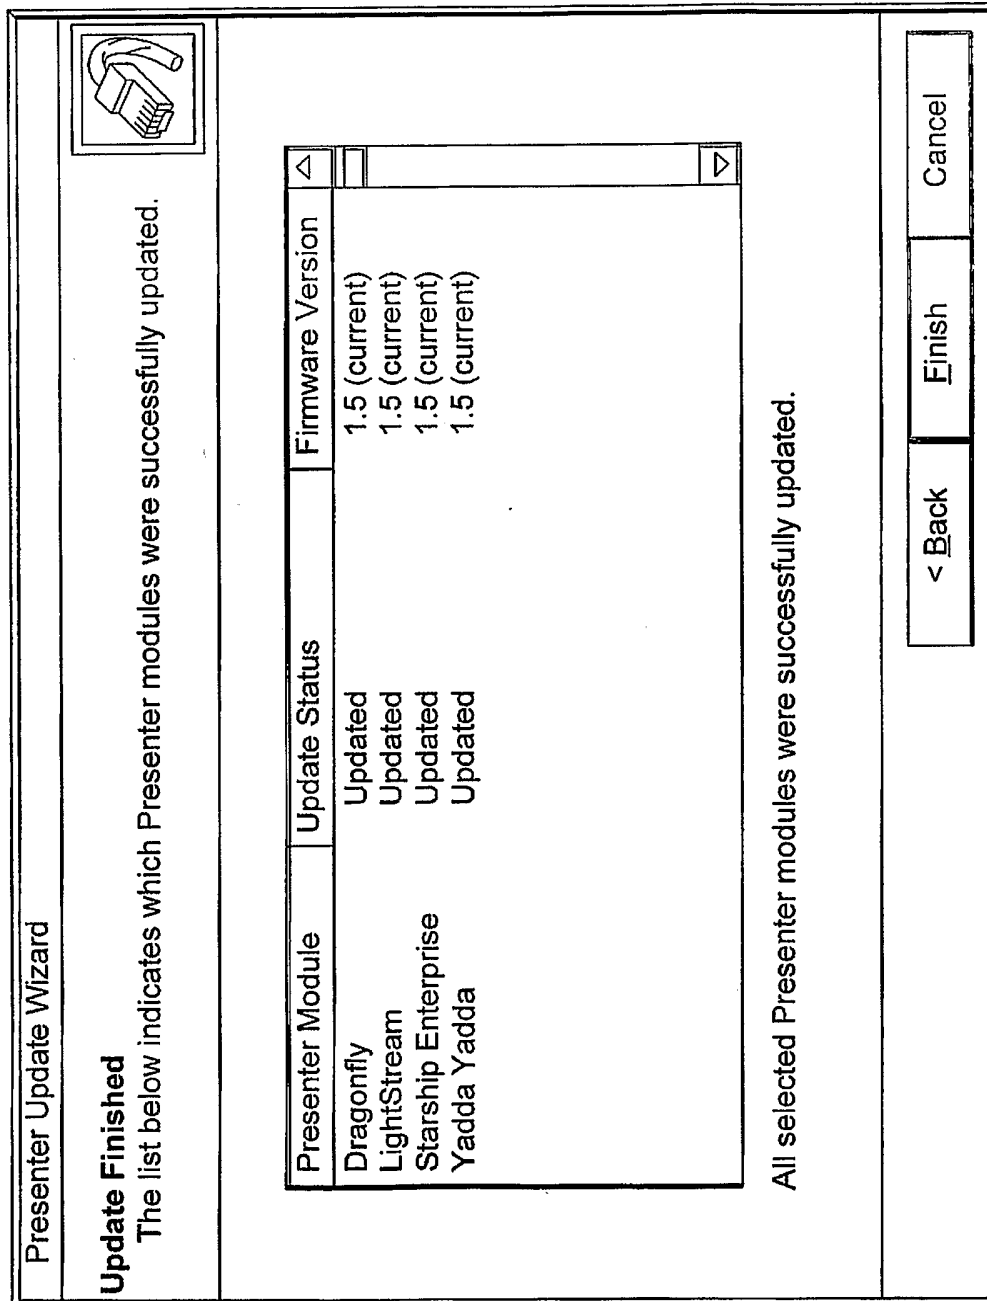 Presenter Update Wizard
Update Finished
The list below indicates which Presenter modules were successfully updated.
Presenter Module Update Status Firmware Version
Dragonfly Updated 1.5 (current)
LightStream Updated 1.5 (current)
Starship Enterprise Updated 1.5 (current)
Yadda Yadda Updated 1.5 (current)
All selected Presenter modules were successfully updated.
< Back Finish Cancel